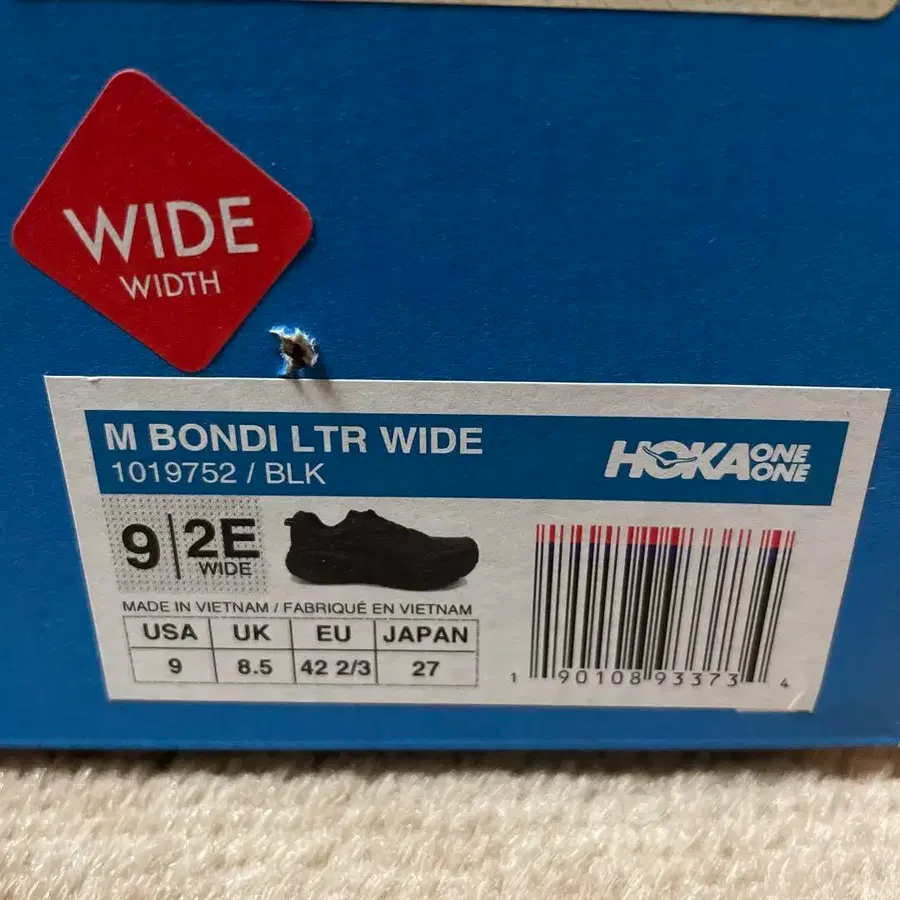 WIDE
WIDTH
M BONDI LTR WIDE
1019752 / BLK
HOKA ONE ONE
9 | 2E
WIDE
MADE IN VIETNAM / FABRIQUÉ EN VIETNAM
USA UK EU JAPAN
9 8.5 42 2/3 27
1 90108 93373 4